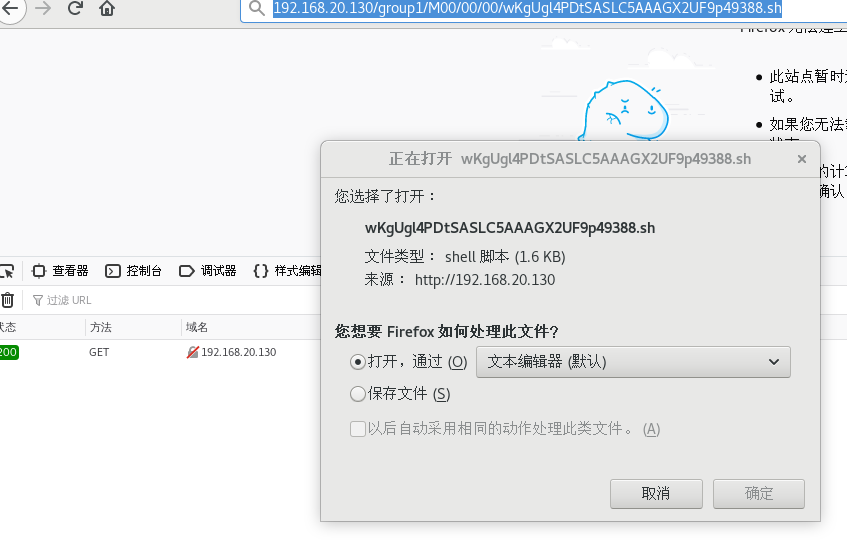 192.168.20.130/group1/M00/00/00/wKgUgl4PDtSASLC5AAAGX2UF9p49388.sh
此站点暂时
试。
如果您无法
正在打开 wKgUgl4PDtSASLC5AAAGX2UF9p49388.sh
的计
确认
您选择了打开：
wKgUgl4PDtSASLC5AAAGX2UF9p49388.sh
文件类型： shell 脚本 (1.6 KB)
来源： http://192.168.20.130
查看器 控制台 调试器 样式编辑
过滤 URL
状态 方法 域名
200 GET 192.168.20.130
您想要 Firefox 如何处理此文件?
打开，通过 (O) 文本编辑器 (默认)
保存文件 (S)
以后自动采用相同的动作处理此类文件。 (A)
取消 确定